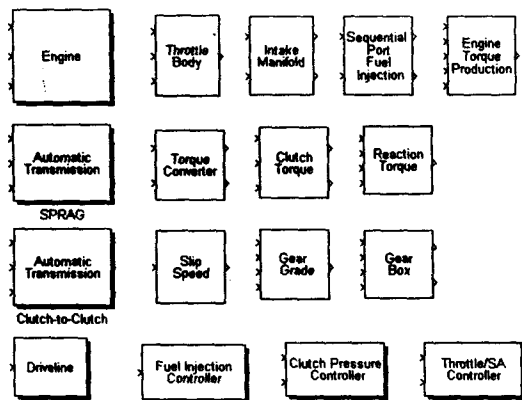 Engine
Throttle
Body
Intake
Manifold
Sequential
Port
Fuel
Injection
Engine
Torque
Production
Automatic
Transmission
SPRAG
Torque
Converter
Clutch
Torque
Reaction
Torque
Automatic
Transmission
Clutch-to-Clutch
Slip
Speed
Gear
Grade
Gear
Box
Driveline
Fuel Injection
Controller
Clutch Pressure
Controller
Throttle/SA
Controller